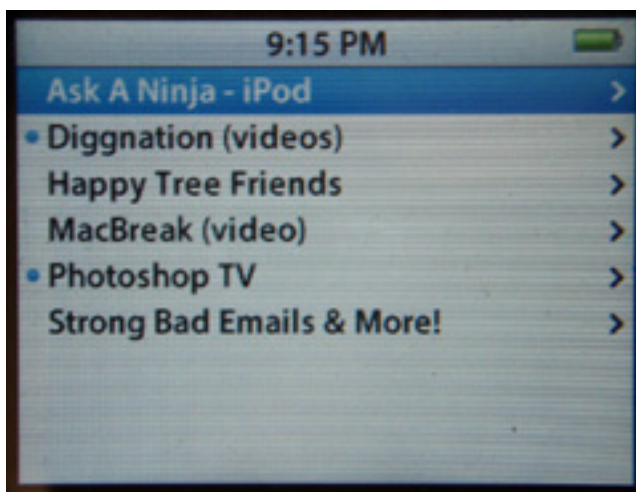 9:15 PM
Ask A Ninja - iPod
Diggnation (videos)
Happy Tree Friends
MacBreak (video)
Photoshop TV
Strong Bad Emails & More!